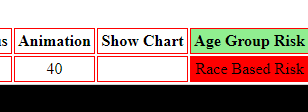 s Animation Show Chart Age Group Risk
40 Race Based Risk